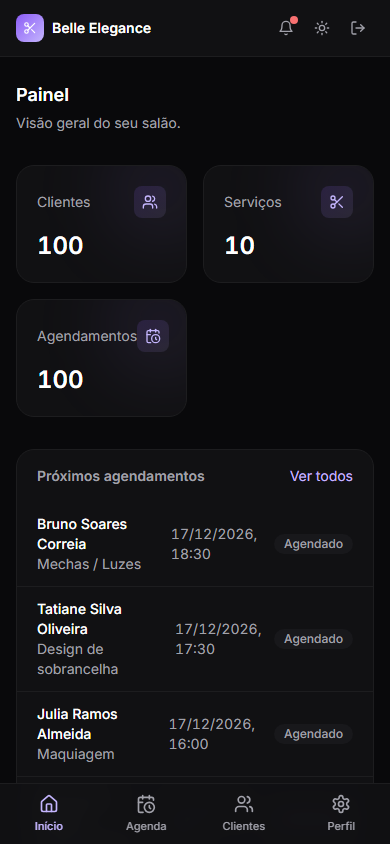 Belle Elegance
Painel
Visão geral do seu salão.
Clientes
100
Serviços
10
Agendamentos
100
Próximos agendamentos
Ver todos
Bruno Soares
Correia
Mechas / Luzes
17/12/2026,
18:30
Agendado
Tatiane Silva
Oliveira
Design de
sobrancelha
17/12/2026,
17:30
Agendado
Julia Ramos
Almeida
Maquiagem
17/12/2026,
16:00
Agendado
Início
Agenda
Clientes
Perfil